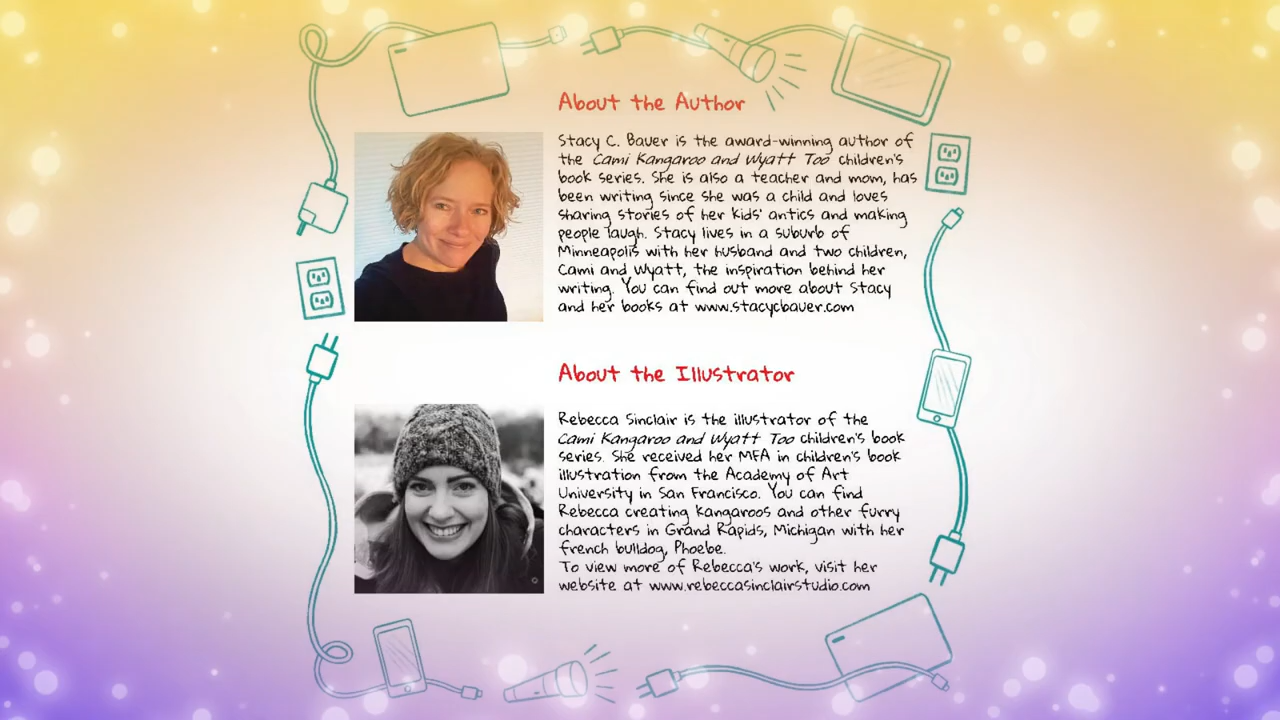 About the Author
Stacy C. Bauer is the award-winning author of
the Cami Kangaroo and Wyatt Too children's
book series. She is also a teacher and mom, has
been writing since she was a child and loves
sharing stories of her kids' antics and making
people laugh. Stacy lives in a suburb of
Minneapolis with her husband and two children,
Cami and Wyatt, the inspiration behind her
writing. You can find out more about Stacy
and her books at www.stacycbauer.com
About the Illustrator
Rebecca Sinclair is the illustrator of the
Cami Kangaroo and Wyatt Too children's book
series. She received her MFA in children's book
illustration from the Academy of Art
University in San Francisco. You can find
Rebecca creating kangaroos and other furry
characters in Grand Rapids, Michigan with her
french bulldog, Phoebe.
To view more of Rebecca's work, visit her
website at www.rebeccasinclairstudio.com